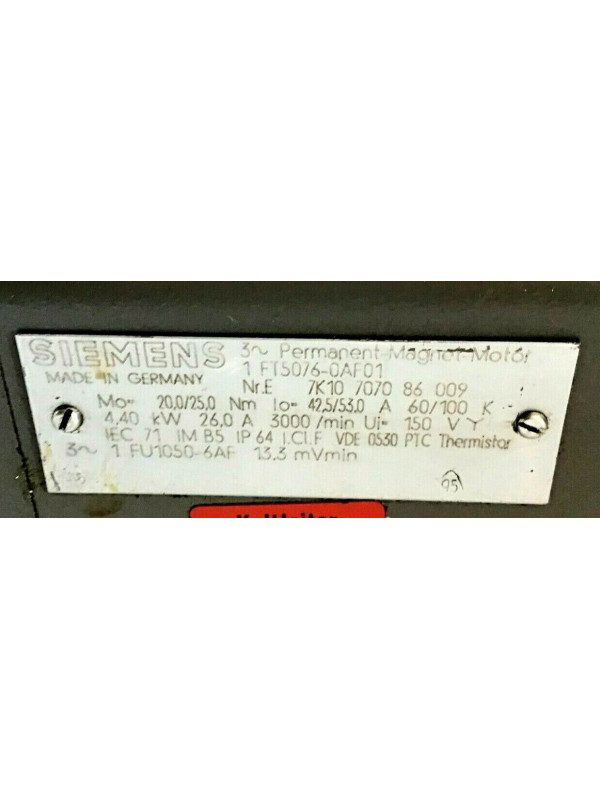 SIEMENS 3~ Permanent-Magnet-Motor
MADE IN GERMANY 1 FT5076-0AF01
Nr.E 7K10 7070 86 009
Mo= 20,0/25,0 Nm Io= 42,5/53,0 A 60/100 K
4,40 kW 26,0 A 3000 /min Ui= 150 V Y
IEC 71 IM B5 IP 64 I.Cl.F VDE 0530 PTC Thermistor
3~ 1 FU1050-6AF 13.3 mVmin
95